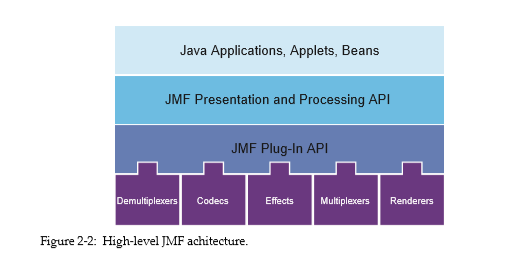 Java Applications, Applets, Beans
JMF Presentation and Processing API
JMF Plug-In API
Demultiplexers Codecs Effects Multiplexers Renderers
Figure 2-2: High-level JMF achitecture.